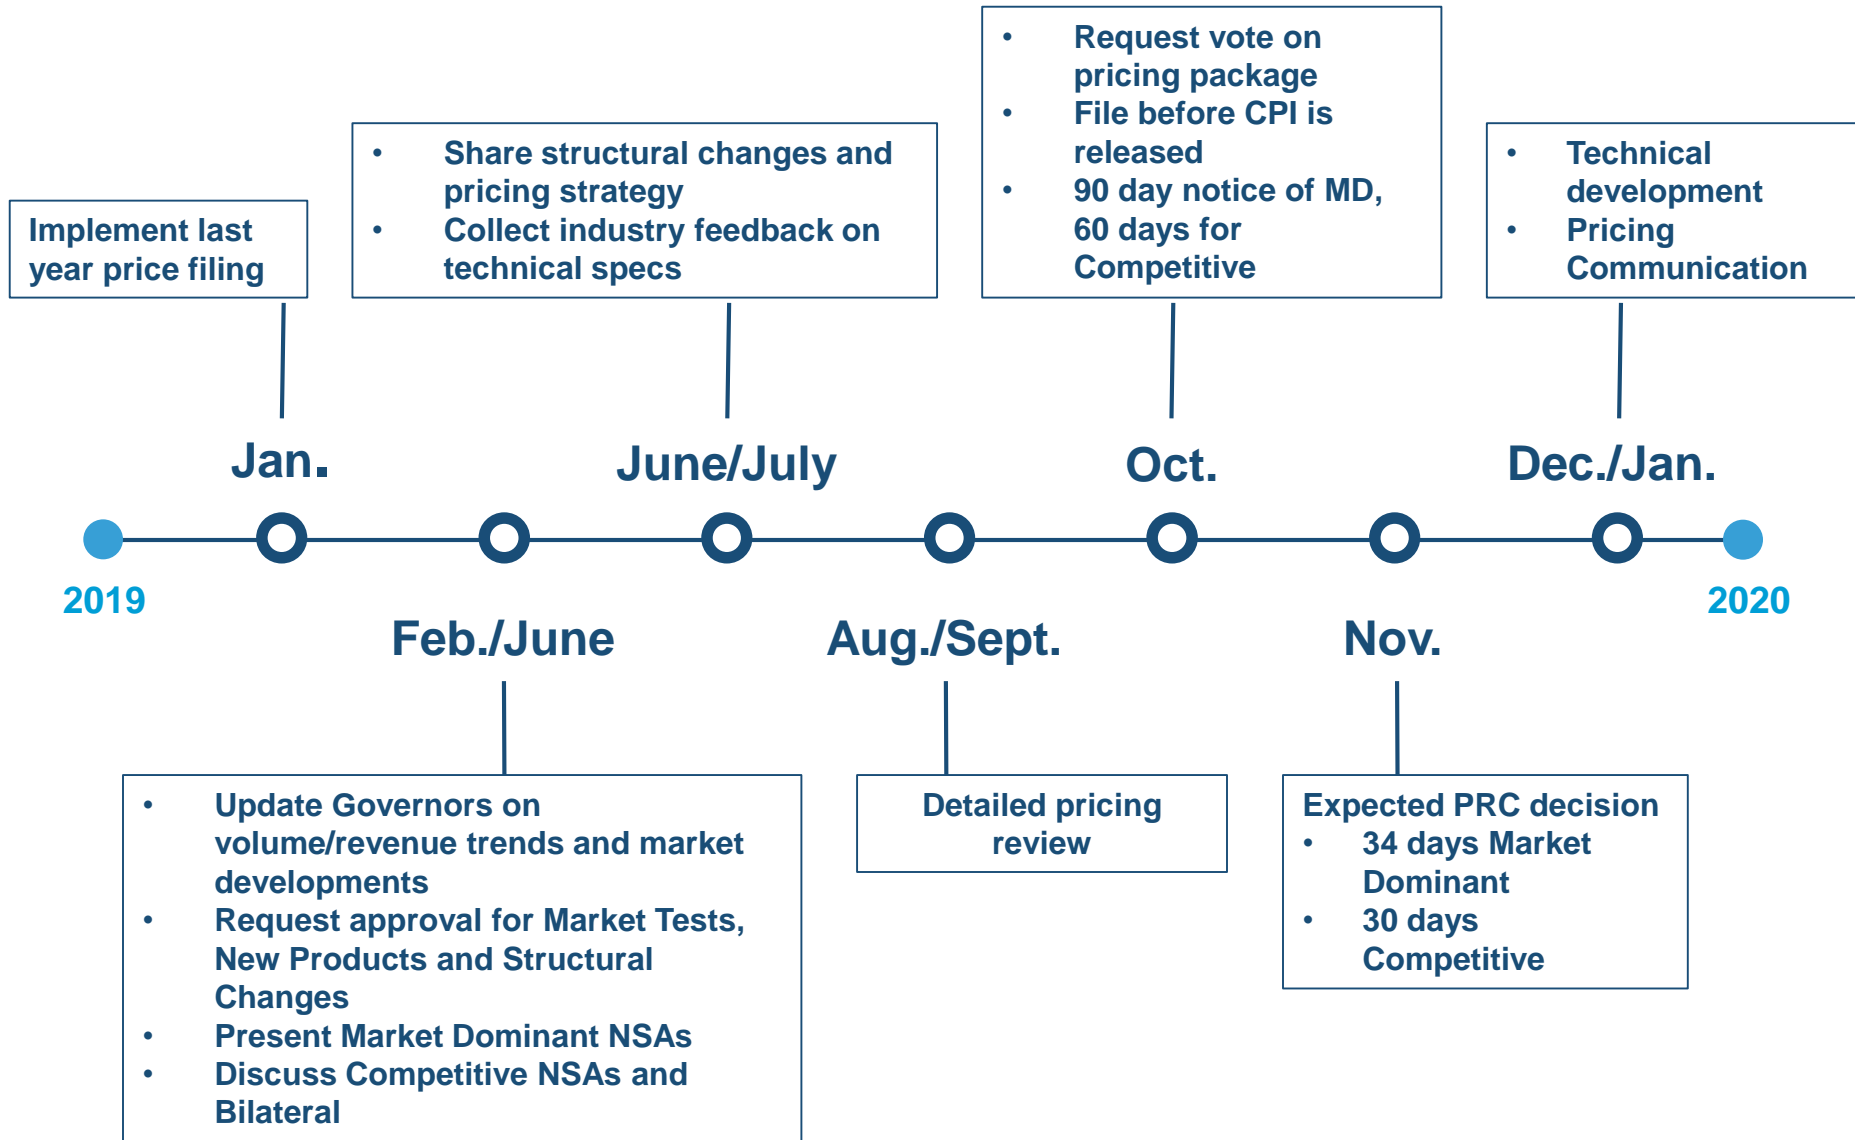 Implement last
year price filing
• Share structural changes and
pricing strategy
• Collect industry feedback on
technical specs
• Request vote on
pricing package
• File before CPI is
released
• 90 day notice of MD,
60 days for
Competitive
• Technical
development
• Pricing
Communication
Jan.
June/July
Oct.
Dec./Jan.
2019
2020
Feb./June
Aug./Sept.
Nov.
• Update Governors on
volume/revenue trends and market
developments
• Request approval for Market Tests,
New Products and Structural
Changes
• Present Market Dominant NSAs
• Discuss Competitive NSAs and
Bilateral
Detailed pricing
review
Expected PRC decision
• 34 days Market
Dominant
• 30 days
Competitive